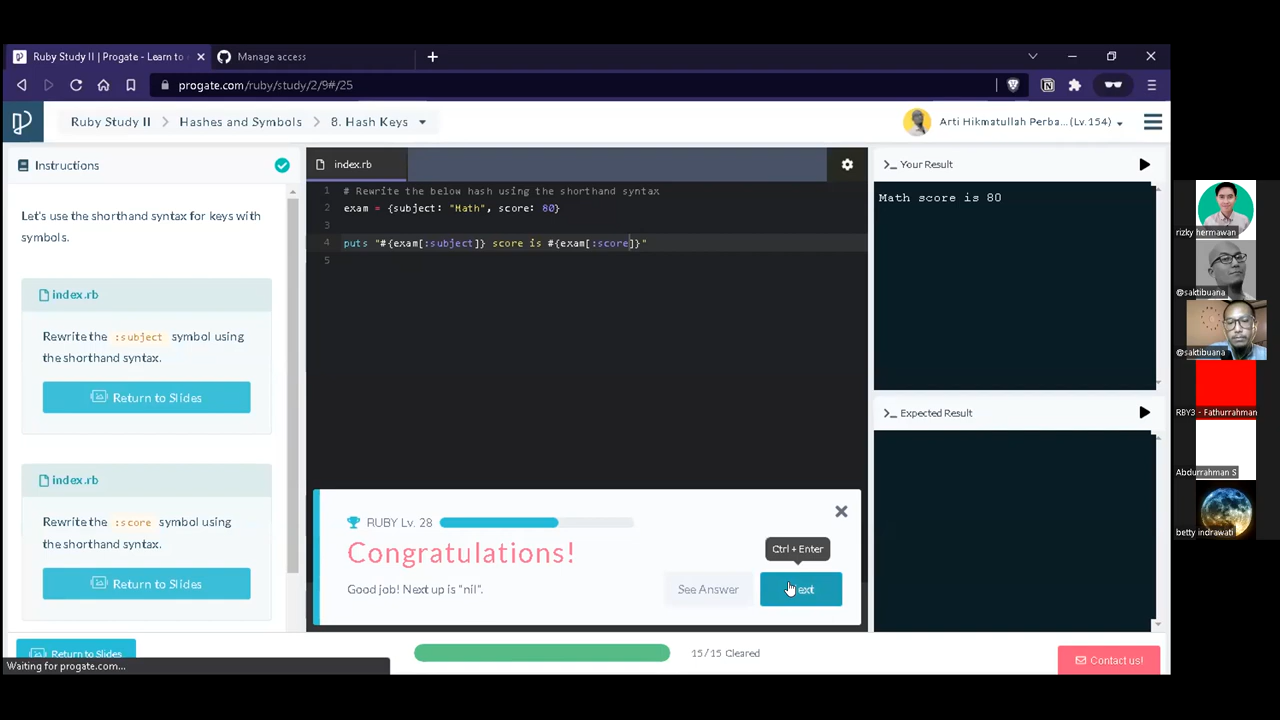 Ruby Study II | Progate - Learn to
Manage access
progate.com/ruby/study/2/9#/25
Ruby Study II
Hashes and Symbols
8. Hash Keys
Arti Hikmatullah Perba...(Lv.154)
Instructions
Let's use the shorthand syntax for keys with
symbols.
index.rb
Rewrite the :subject symbol using
the shorthand syntax.
Return to Slides
index.rb
Rewrite the :score symbol using
the shorthand syntax.
Return to Slides
Return to Slides
Waiting for progate.com...
index.rb
1 # Rewrite the below hash using the shorthand syntax
2 exam = {subject: "Math", score: 80}
3
4 puts "#{exam[:subject]} score is #{exam[:score]}"
5
RUBY Lv. 28
Congratulations!
Good job! Next up is "nil".
Ctrl + Enter
See Answer
15/15 Cleared
>_ Your Result
Math score is 80
>_ Expected Result
Contact us!
rizky hermawan
@saktibuana
@saktibuana
RBY3 - Fathurrahman
Abdurrahman S
betty indrawati